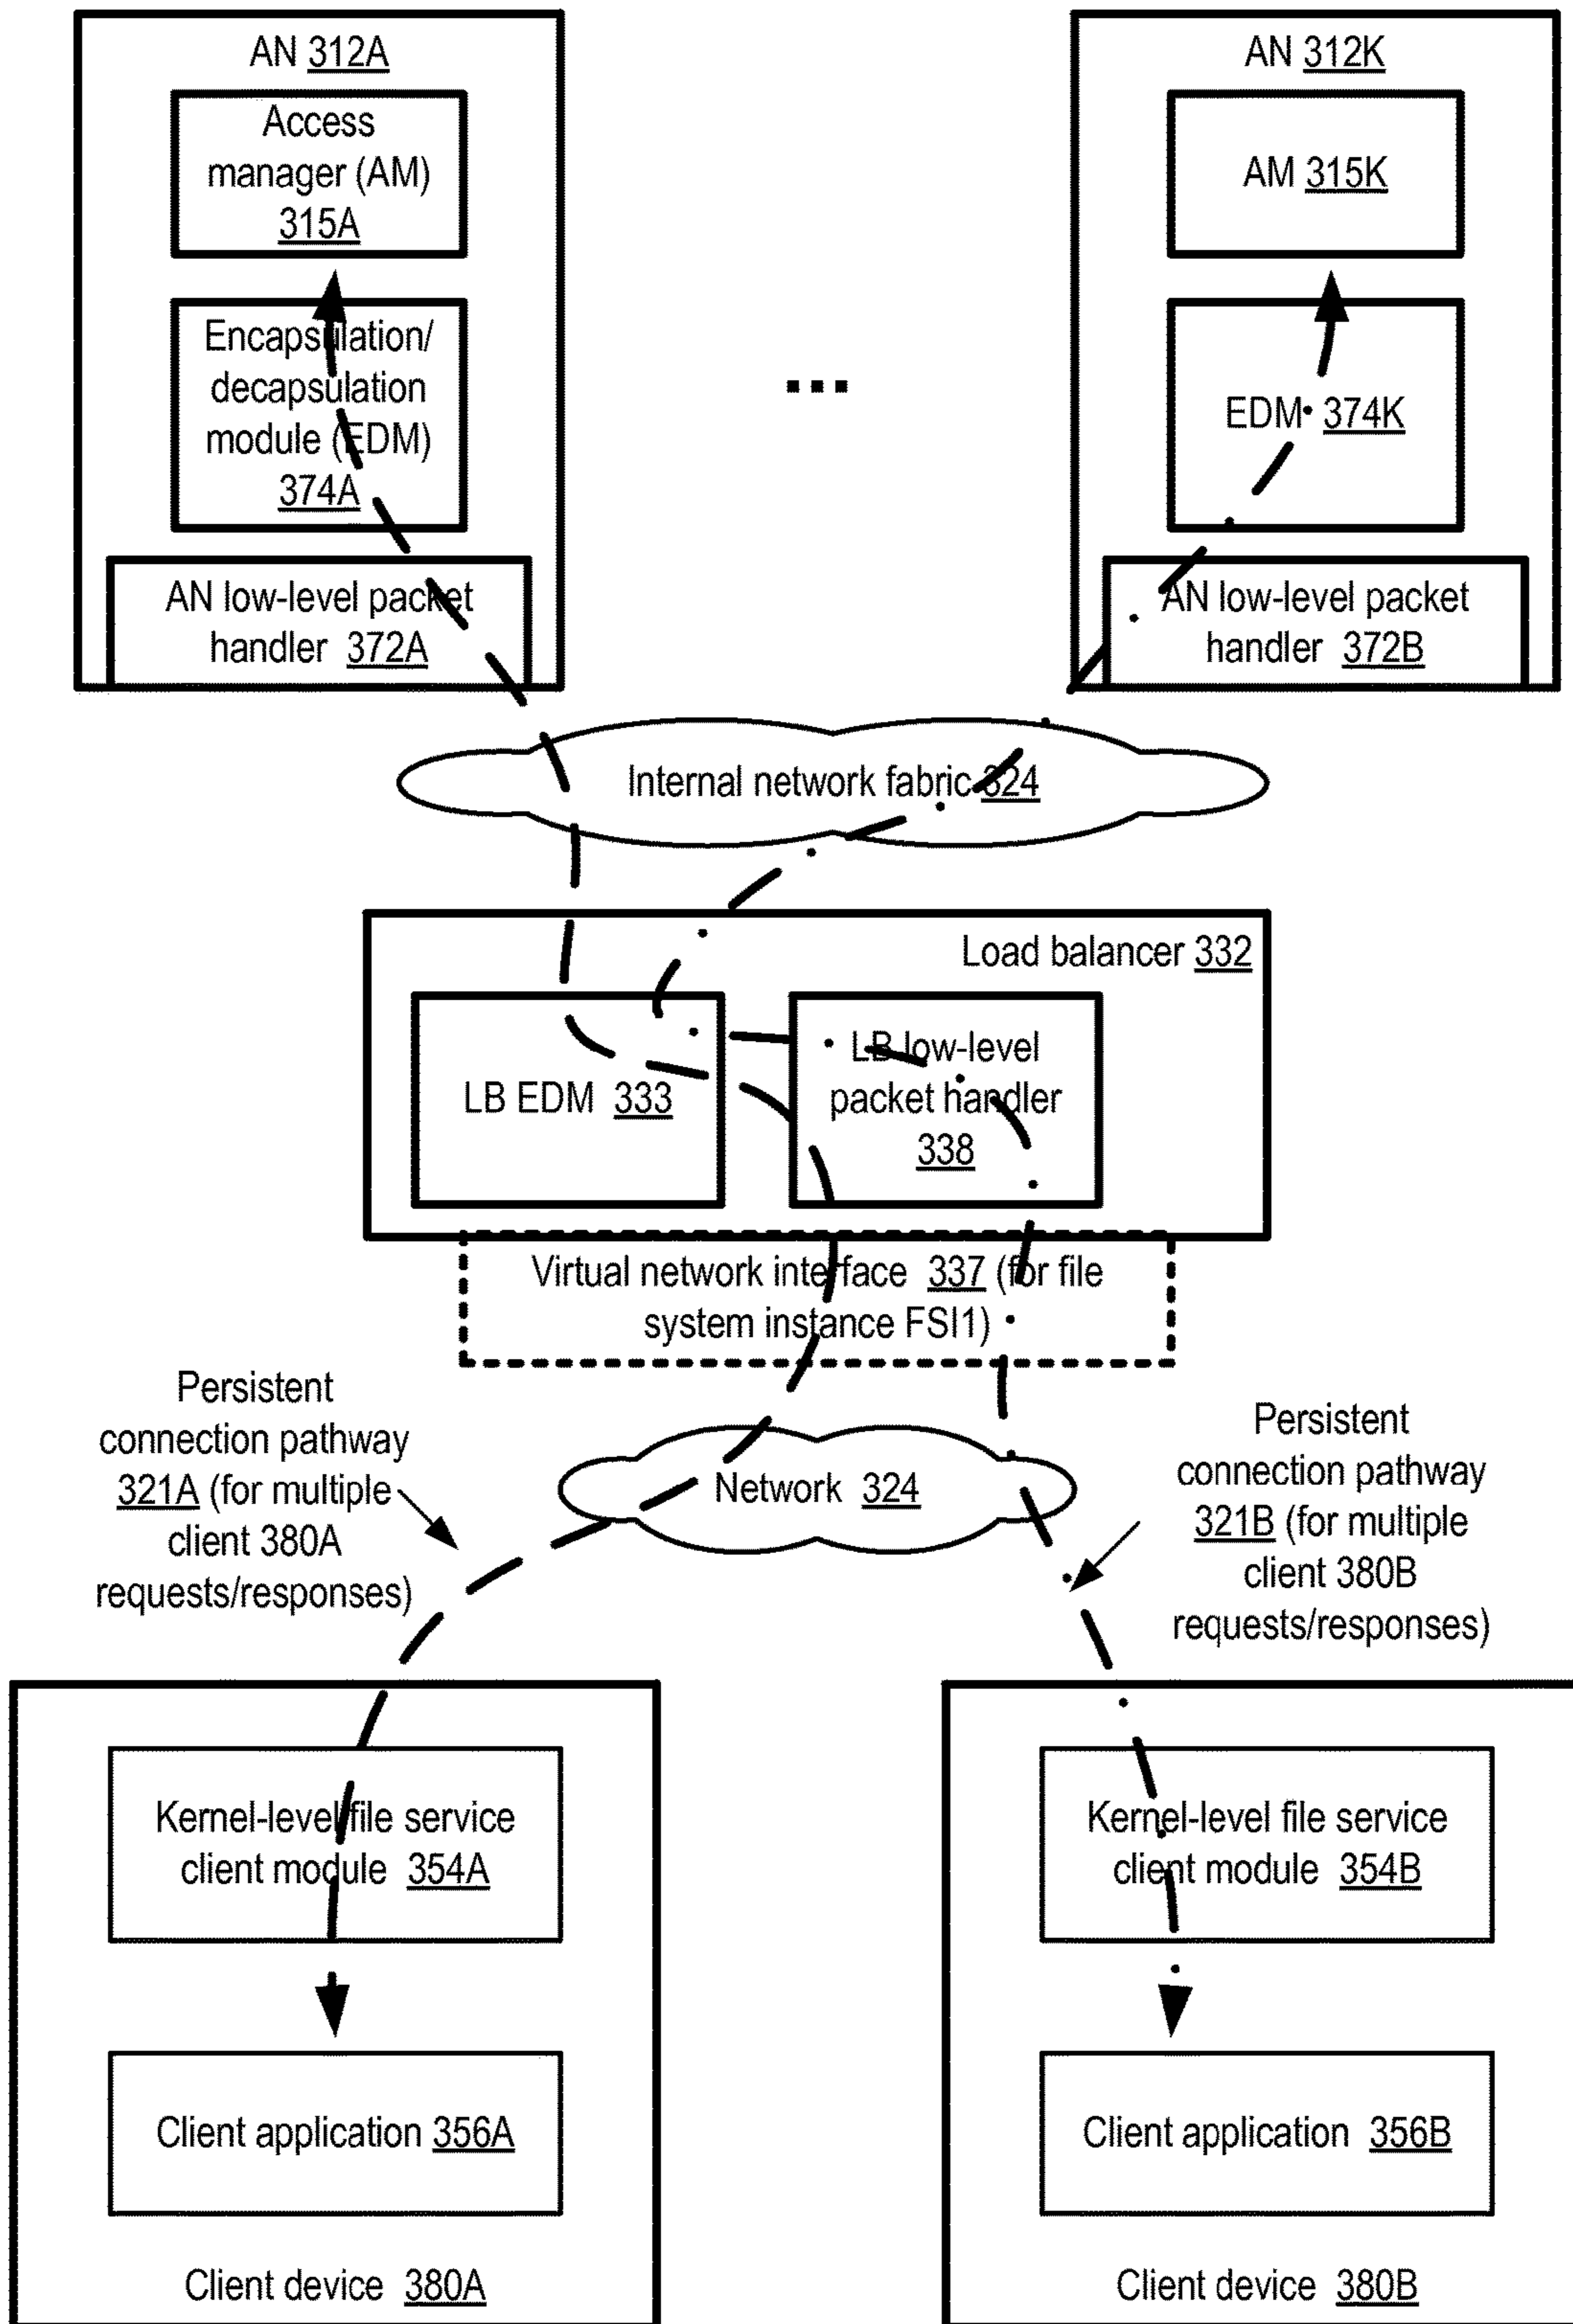 AN 312A
Access
manager (AM)
315A
Encapsulation/
decapsulation
module (EDM)
374A
AN low-level packet
handler 372A
...
AN 312K
AM 315K
EDM 374K
AN low-level packet
handler 372B
Internal network fabric 324
Load balancer 332
LB EDM 333
LB low-level
packet handler
338
Virtual network interface 337 (for file
system instance FSI1)
Persistent
connection pathway
321A (for multiple
client 380A
requests/responses)
Network 324
Persistent
connection pathway
321B (for multiple
client 380B
requests/responses)
Kernel-level file service
client module 354A
Client application 356A
Client device 380A
Kernel-level file service
client module 354B
Client application 356B
Client device 380B